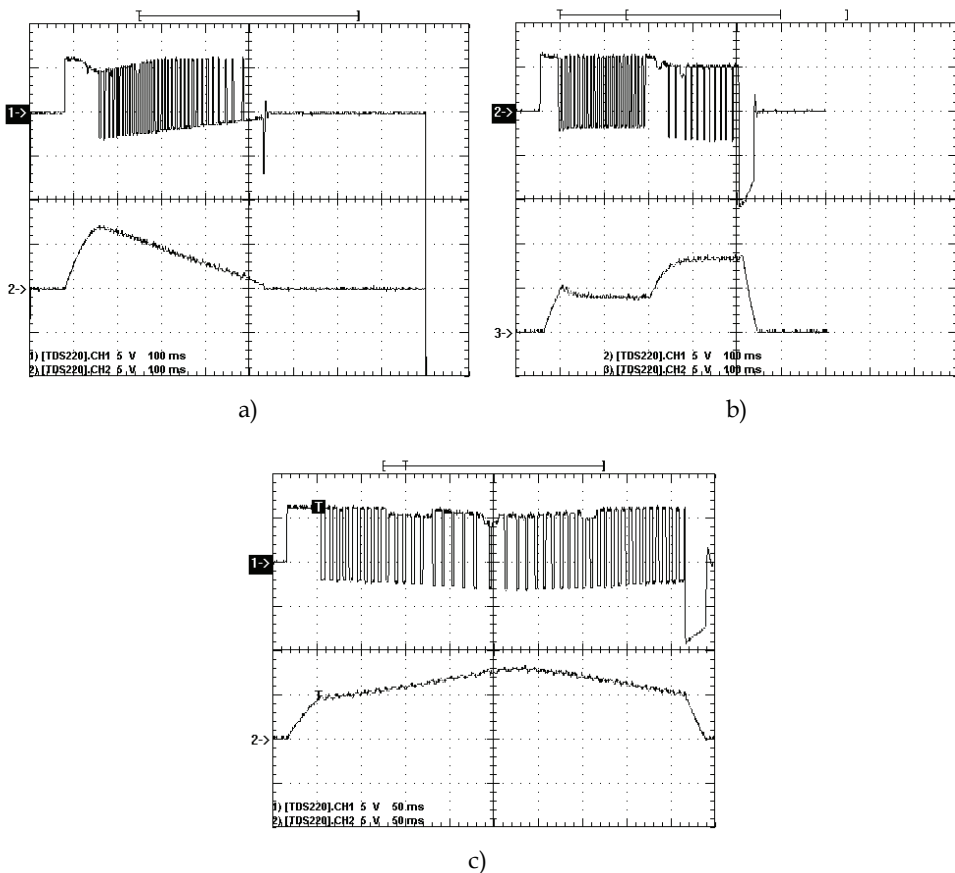 T
T
1->
2->
2->
3->
1) [TDS220].CH1 5 V 100 ms
2) [TDS220].CH2 5 V 100 ms
2) [TDS220].CH1 5 V 100 ms
3) [TDS220].CH2 5 V 100 ms
a)
b)
T
T
1->
T
2->
1) [TDS220].CH1 5 V 50 ms
2) [TDS220].CH2 5 V 50 ms
c)